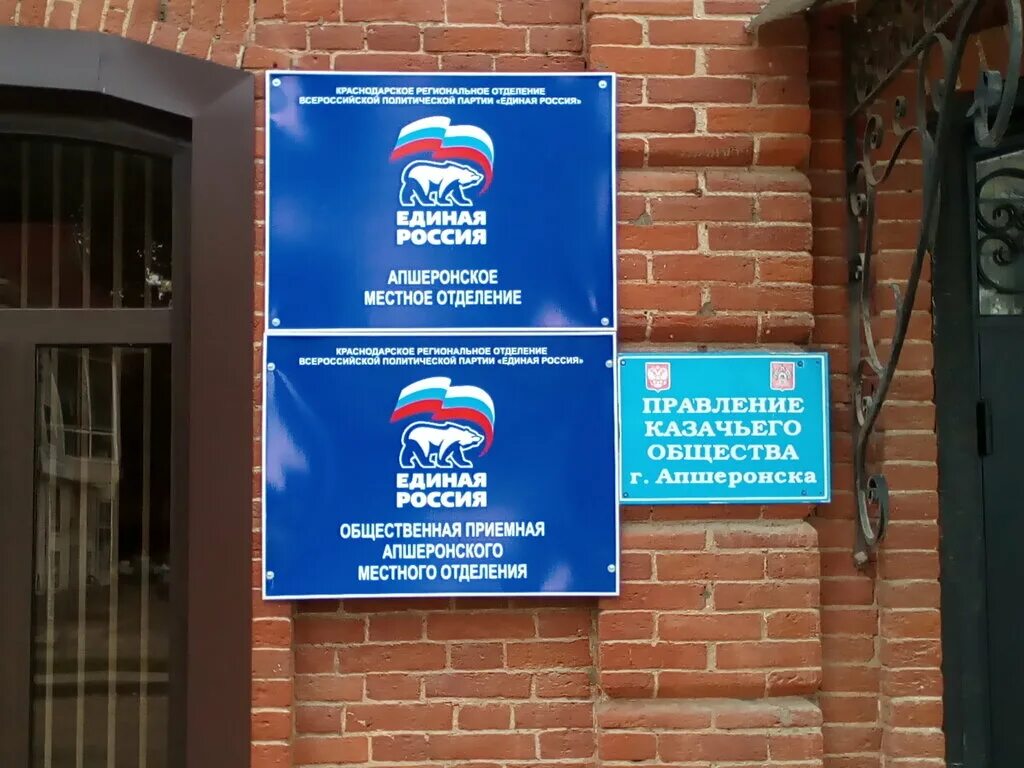 КРАСНОДАРСКОЕ РЕГИОНАЛЬНОЕ ОТДЕЛЕНИЕ
ВСЕРОССИЙСКОЙ ПОЛИТИЧЕСКОЙ ПАРТИИ «ЕДИНАЯ РОССИЯ»
ЕДИНАЯ
РОССИЯ
АПШЕРОНСКОЕ
МЕСТНОЕ ОТДЕЛЕНИЕ
КРАСНОДАРСКОЕ РЕГИОНАЛЬНОЕ ОТДЕЛЕНИЕ
ВСЕРОССИЙСКОЙ ПОЛИТИЧЕСКОЙ ПАРТИИ «ЕДИНАЯ РОССИЯ»
ЕДИНАЯ
РОССИЯ
ОБЩЕСТВЕННАЯ ПРИЕМНАЯ
АПШЕРОНСКОГО
МЕСТНОГО ОТДЕЛЕНИЯ
ПРАВЛЕНИЕ
КАЗАЧЬЕГО
ОБЩЕСТВА
г. Апшеронска